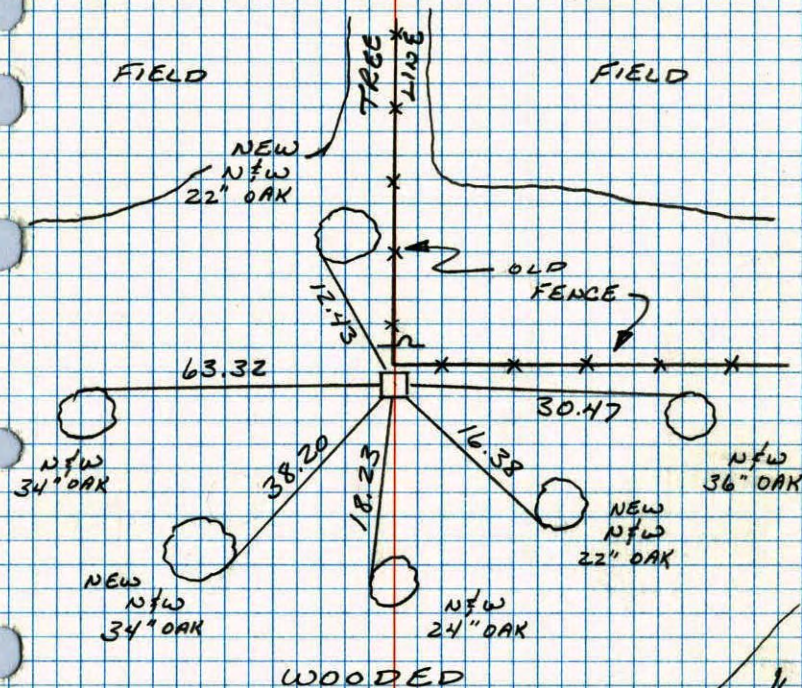 FIELD
TREE
LINE
FIELD
NEW
N&W
22" OAK
OLD
FENCE
12.43
63.32
30.47
N&W
34" OAK
38.20
18.23
16.38
N&W
36" OAK
NEW
N&W
22" OAK
NEW
N&W
34" OAK
N&W
24" OAK
WOODED